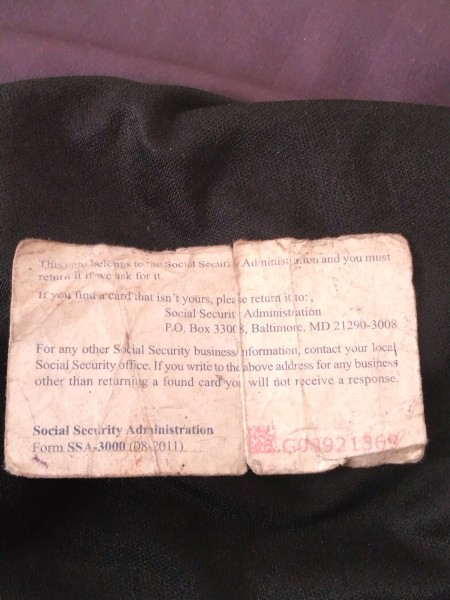 This card belongs to the Social Security Administration and you must
return it if we ask for it.
If you find a card that isn't yours, please return it to:
Social Security Administration
P.O. Box 33008, Baltimore, MD 21290-3008
For any other Social Security business/information, contact your local
Social Security office. If you write to the above address for any business
other than returning a found card you will not receive a response.
Social Security Administration
Form SSA-3000 (08-2011)